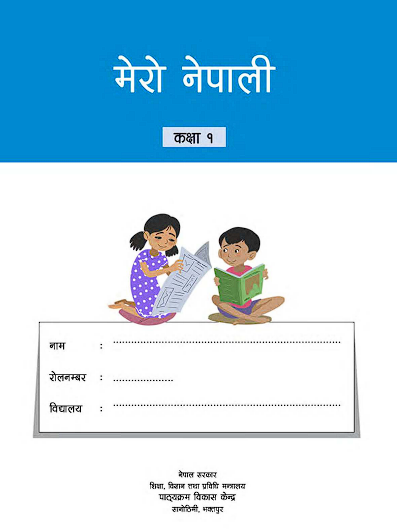 मेरो नेपाली
कक्षा १
नाम : ................................................................
रोलनम्बर : ....................
विद्यालय : ................................................................
नेपाल सरकार
शिक्षा, विज्ञान तथा प्रविधि मन्त्रालय
पाठ्यक्रम विकास केन्द्र
सानोठिमी, भक्तपुर